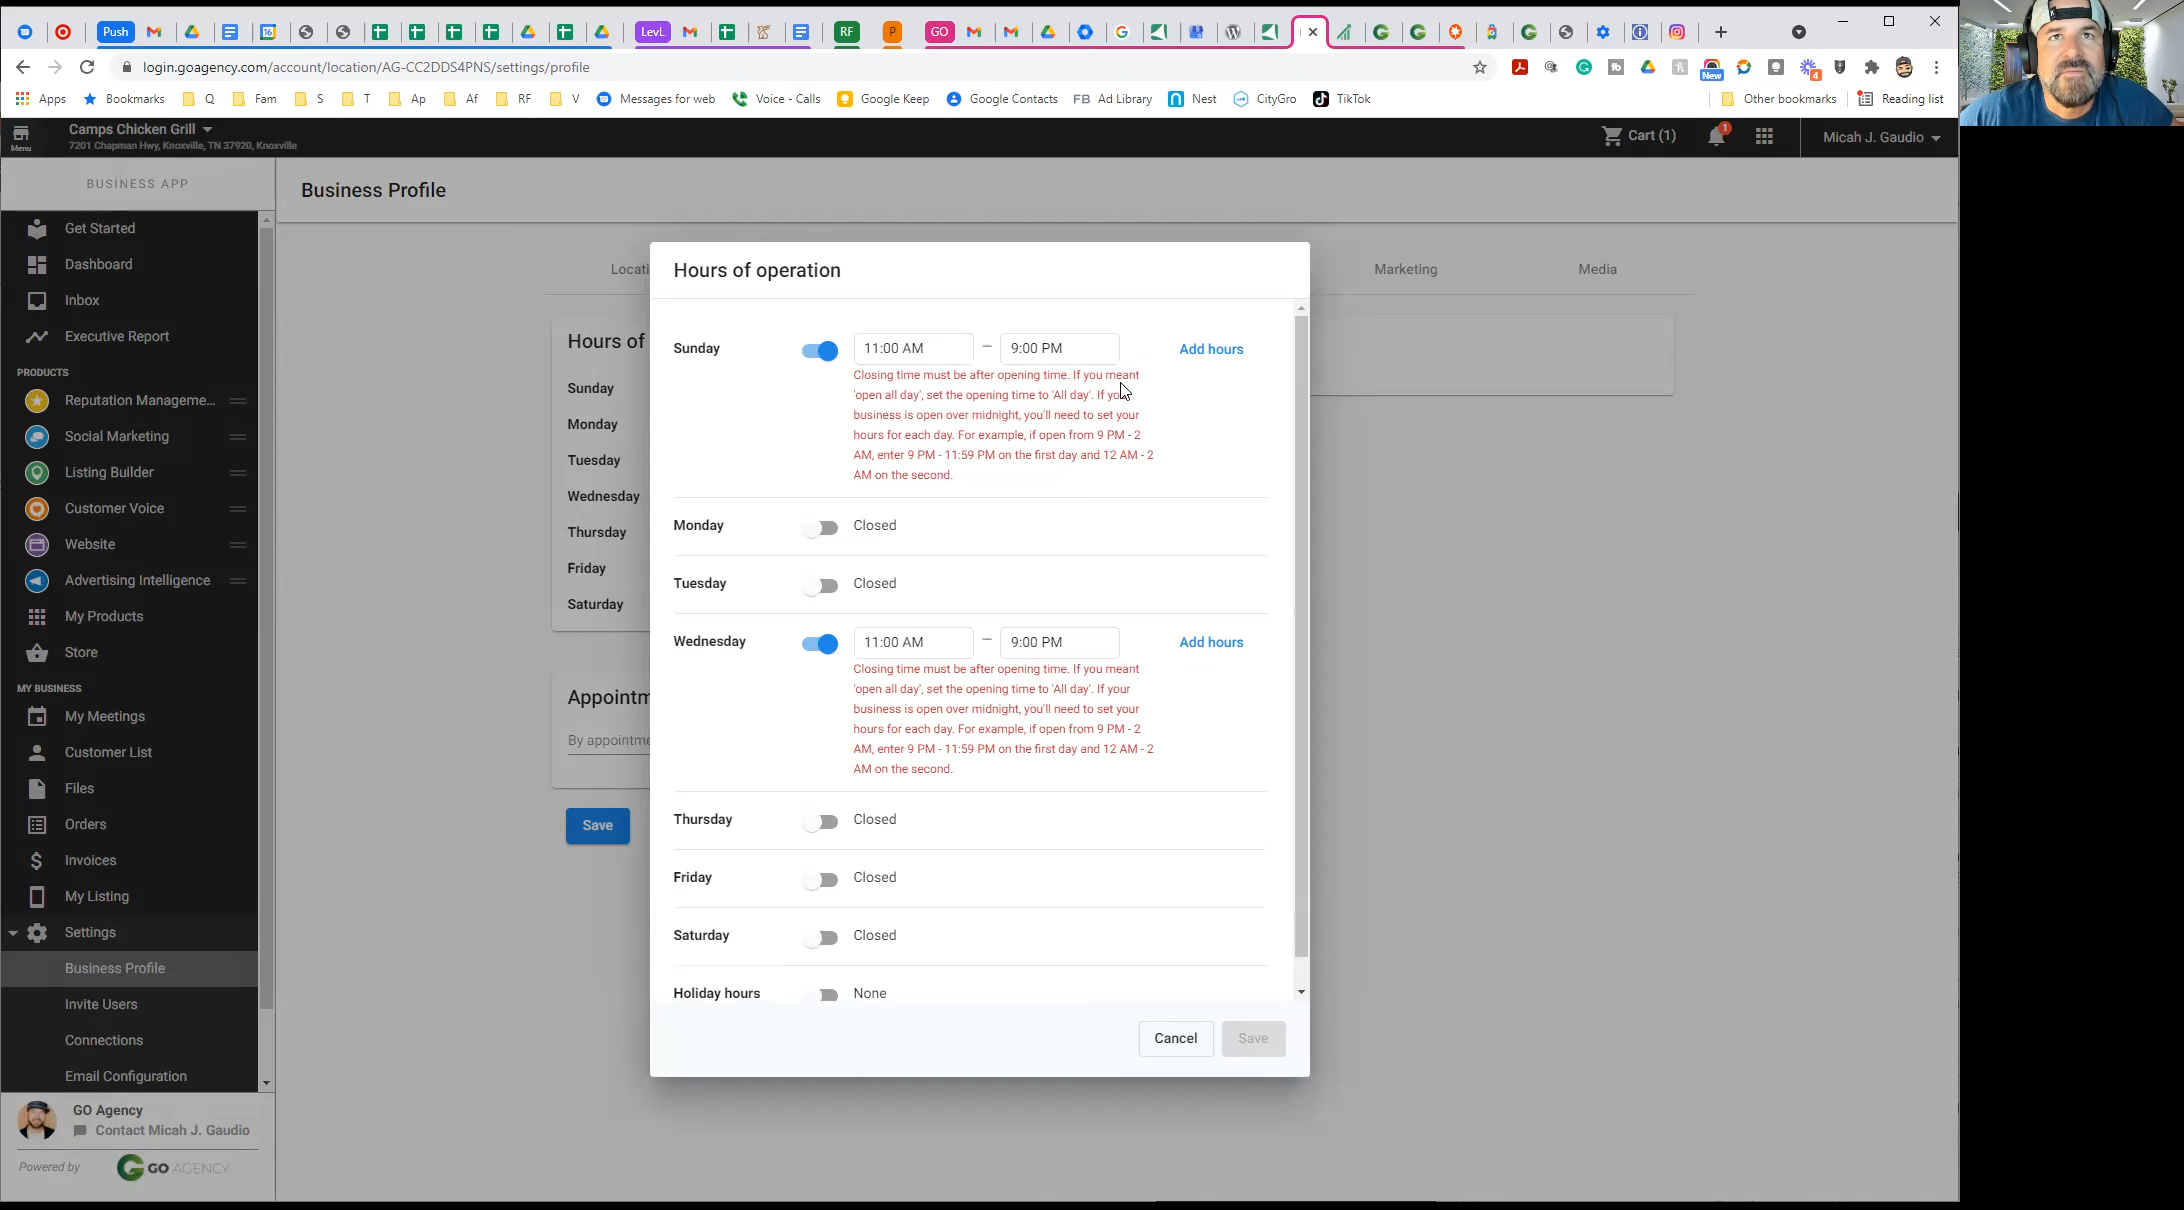 Push
16
LevL
RF
P
GO
login.goagency.com/account/location/AG-CC2DDS4PNS/settings/profile
New
4
Apps
Bookmarks
Q
Fam
S
T
Ap
Af
RF
V
Messages for web
Voice - Calls
Google Keep
Google Contacts
FB Ad Library
Nest
CityGro
TikTok
Other bookmarks
Reading list
Menu
Camps Chicken Grill
7201 Chapman Hwy, Knoxville, TN 37920, Knoxville
Cart (1)
1
Micah J. Gaudio
BUSINESS APP
Get Started
Dashboard
Inbox
Executive Report
PRODUCTS
Reputation Manageme...
Social Marketing
Listing Builder
Customer Voice
Website
Advertising Intelligence
My Products
Store
MY BUSINESS
My Meetings
Customer List
Files
Orders
Invoices
My Listing
Settings
Business Profile
Invite Users
Connections
Email Configuration
GO Agency
Contact Micah J. Gaudio
Powered by
GO AGENCY
Business Profile
Locati
Marketing
Media
Hours of
Sunday
Monday
Tuesday
Wednesday
Thursday
Friday
Saturday
Appointm
By appointme
Save
Hours of operation
Sunday
11:00 AM – 9:00 PM
Add hours
Closing time must be after opening time. If you meant
'open all day', set the opening time to 'All day'. If your
business is open over midnight, you'll need to set your
hours for each day. For example, if open from 9 PM - 2
AM, enter 9 PM - 11:59 PM on the first day and 12 AM - 2
AM on the second.
Monday
Closed
Tuesday
Closed
Wednesday
11:00 AM – 9:00 PM
Add hours
Closing time must be after opening time. If you meant
'open all day', set the opening time to 'All day'. If your
business is open over midnight, you'll need to set your
hours for each day. For example, if open from 9 PM - 2
AM, enter 9 PM - 11:59 PM on the first day and 12 AM - 2
AM on the second.
Thursday
Closed
Friday
Closed
Saturday
Closed
Holiday hours
None
Cancel
Save